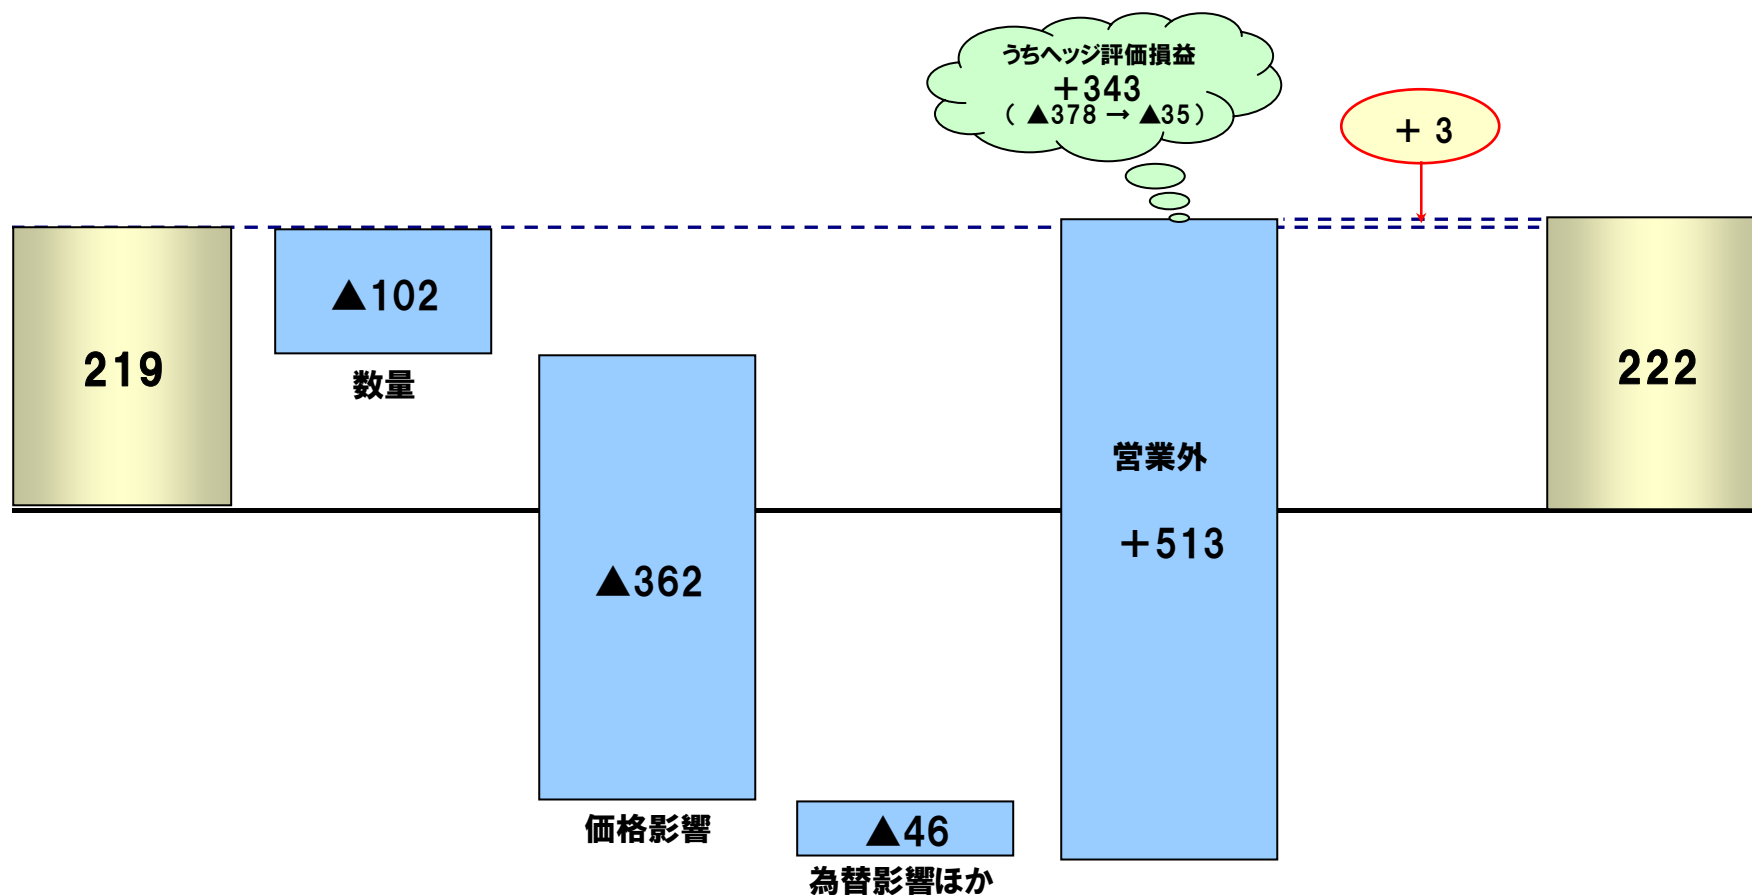 うちヘッジ評価損益
＋343
（ ▲378 → ▲35 ）
＋ 3
219
▲102
数量
222
営業外
＋513
▲362
価格影響
▲46
為替影響ほか